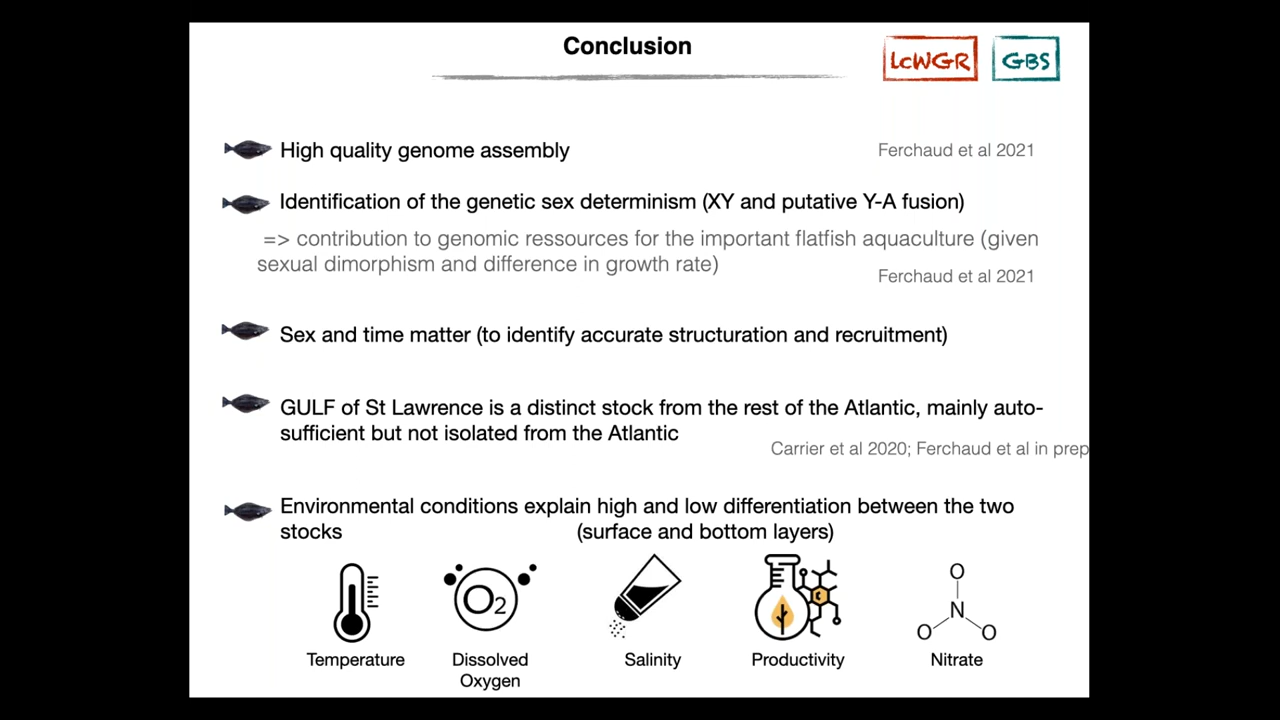 Conclusion
LcWGR GBS
High quality genome assembly
Ferchaud et al 2021
Identification of the genetic sex determinism (XY and putative Y-A fusion)
=> contribution to genomic ressources for the important flatfish aquaculture (given
sexual dimorphism and difference in growth rate)
Ferchaud et al 2021
Sex and time matter (to identify accurate structuration and recruitment)
GULF of St Lawrence is a distinct stock from the rest of the Atlantic, mainly auto-
sufficient but not isolated from the Atlantic
Carrier et al 2020; Ferchaud et al in prep
Environmental conditions explain high and low differentiation between the two
stocks (surface and bottom layers)
O2
C
O
N
O O
Temperature Dissolved Salinity Productivity Nitrate
Oxygen